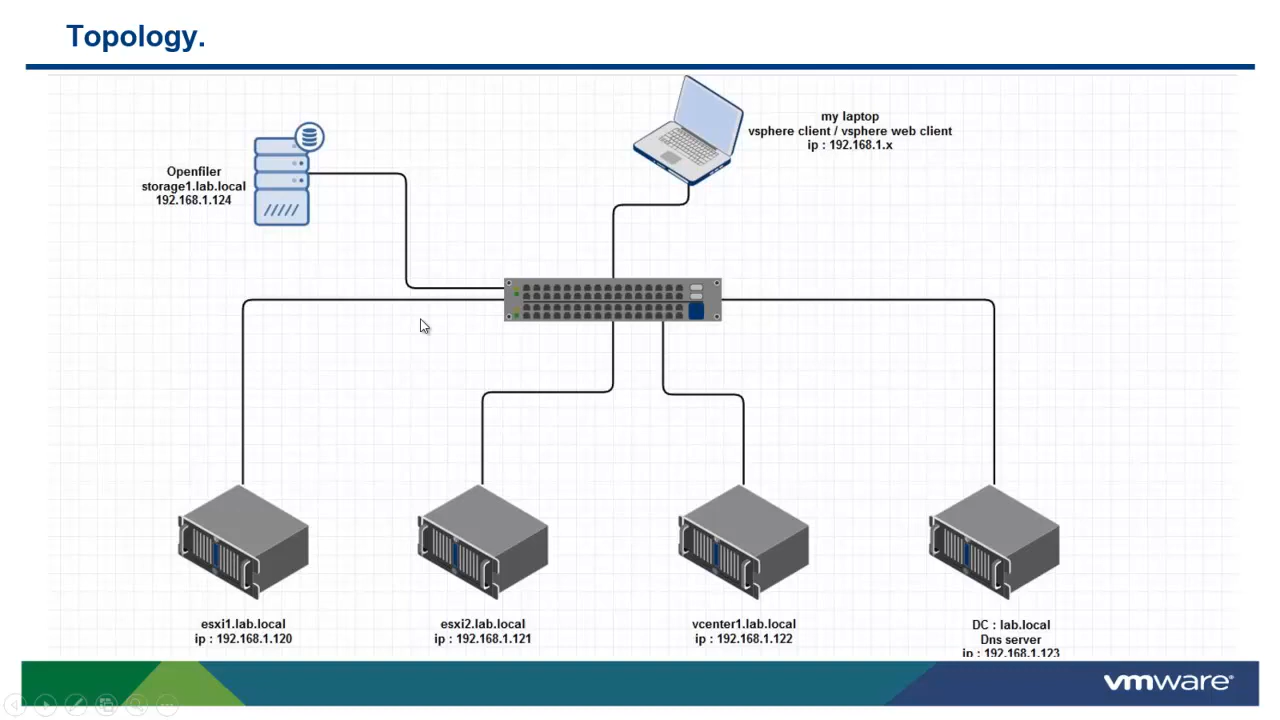 Topology.
my laptop
vsphere client / vsphere web client
ip : 192.168.1.x
Openfiler
storage1.lab.local
192.168.1.124
esxi1.lab.local
ip : 192.168.1.120
esxi2.lab.local
ip : 192.168.1.121
vcenter1.lab.local
ip : 192.168.1.122
DC : lab.local
Dns server
ip : 192.168.1.123
vmware